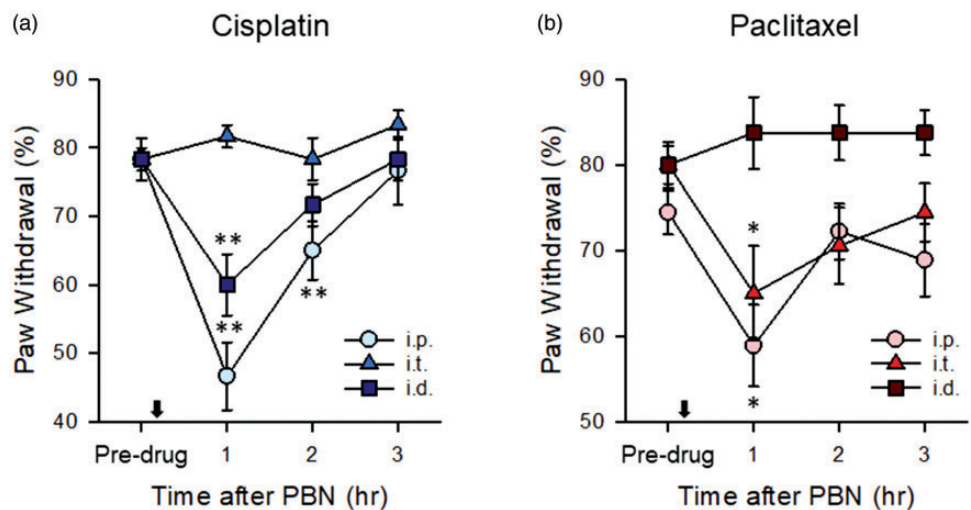 (a)
Cisplatin
Paw Withdrawal (%)
90
80
70
60
50
40
**
**
**
i.p.
i.t.
i.d.
Pre-drug 1 2 3
Time after PBN (hr)
(b)
Paclitaxel
Paw Withdrawal (%)
90
80
70
60
50
*
*
i.p.
i.t.
i.d.
Pre-drug 1 2 3
Time after PBN (hr)